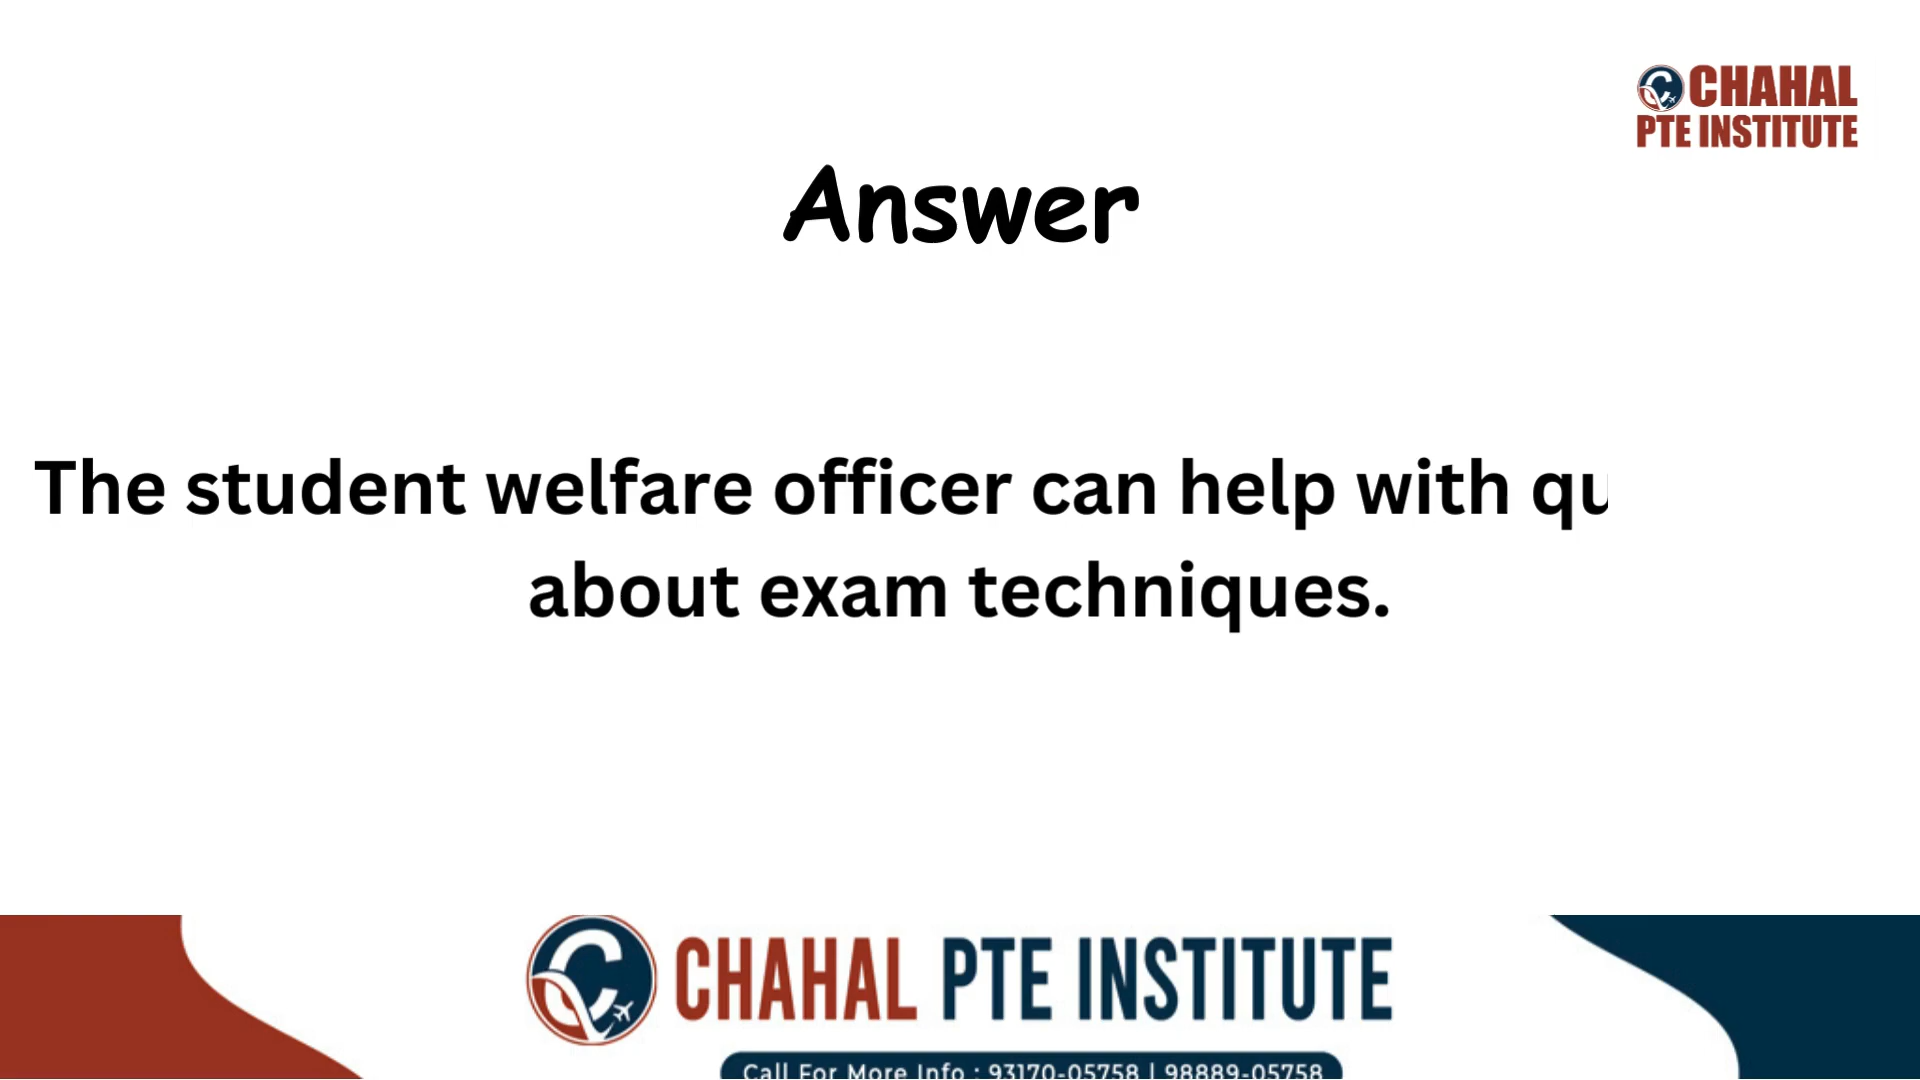 CHAHAL
PTE INSTITUTE
Answer
The student welfare officer can help with qu
about exam techniques.
CHAHAL PTE INSTITUTE
Call For More Info : 93170-05758 | 98889-05758